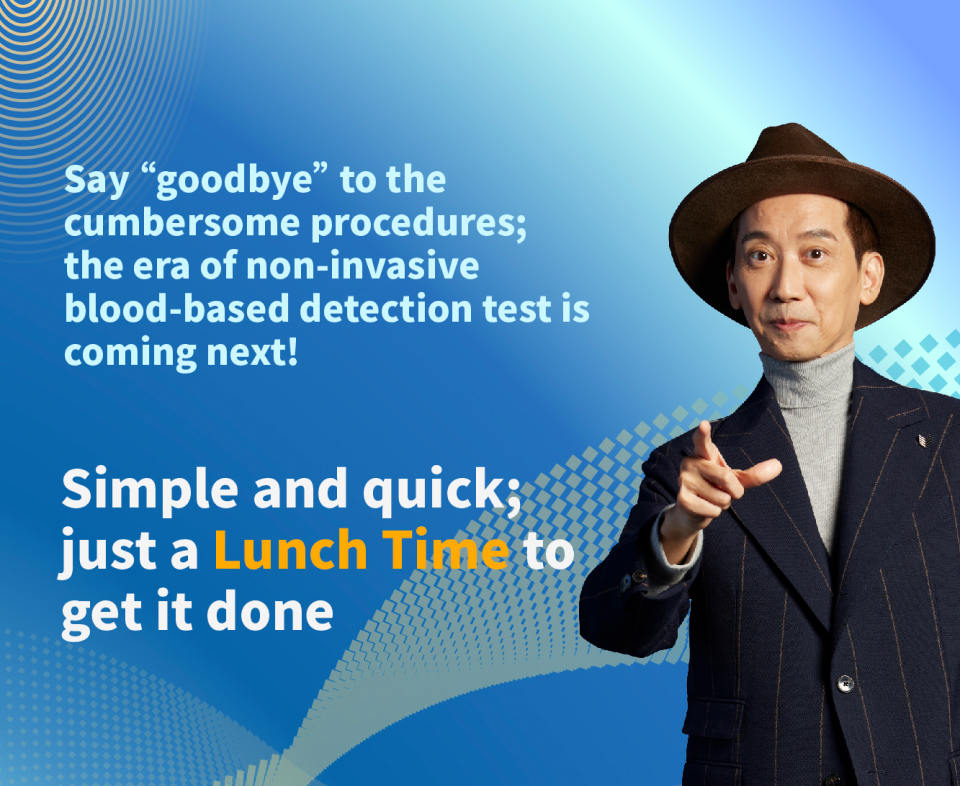 Say “goodbye” to the
cumbersome procedures;
the era of non-invasive
blood-based detection test is
coming next!
Simple and quick;
just a Lunch Time to
get it done